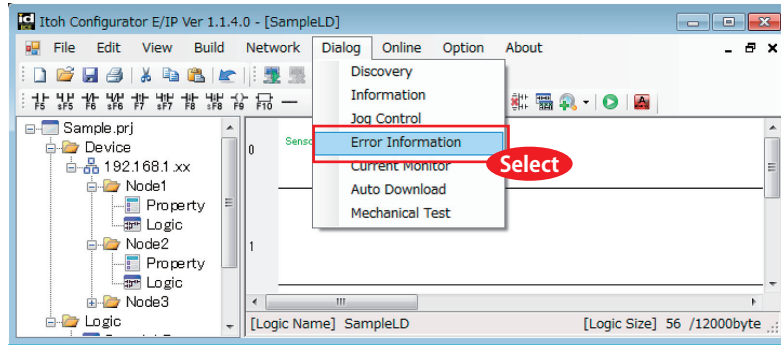 Itoh Configurator E/IP Ver 1.1.4.0 - [SampleLD]
File Edit View Build Network Dialog Online Option About
Discovery
Information
Jog Control
Error Information
Current Monitor
Auto Download
Mechanical Test
Select
F5 sF5 F6 sF6 F7 sF7 F8 sF8 F9 F10
Sample.prj
Device
192.168.1.xx
Node1
Property
Logic
Node2
Property
Logic
Node3
Logic
0
1
[Logic Name] SampleLD [Logic Size] 56 /12000byte